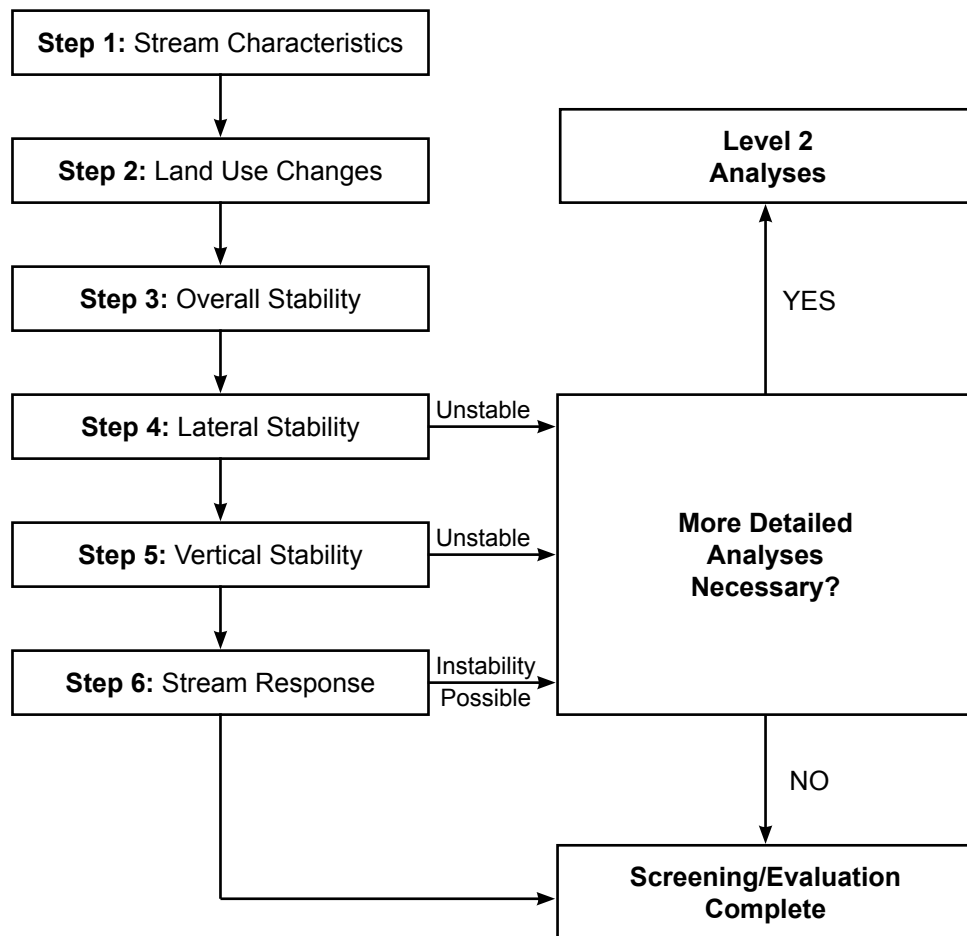 Step 1: Stream Characteristics
Step 2: Land Use Changes
Level 2
Analyses
Step 3: Overall Stability
YES
Step 4: Lateral Stability
Unstable
Step 5: Vertical Stability
Unstable
More Detailed
Analyses
Necessary?
Step 6: Stream Response
Instability
Possible
NO
Screening/Evaluation
Complete